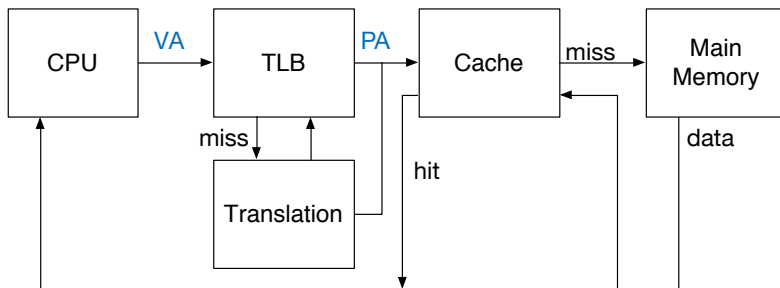 CPU
VA
TLB
PA
Cache
miss
Main
Memory
miss
Translation
hit
data